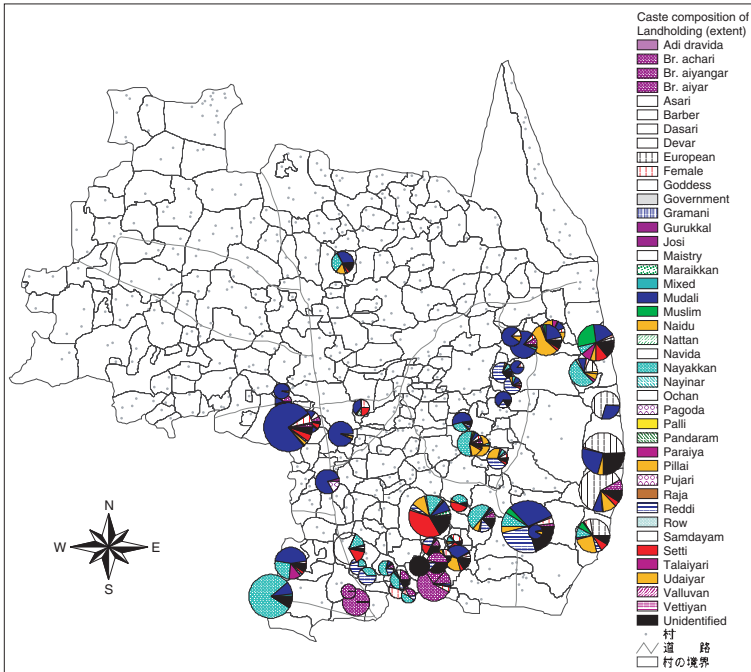 Caste composition of
Landholding (extent)
Adi dravida
Br. achari
Br. aiyangar
Br. aiyar
Asari
Barber
Dasari
Devar
European
Female
Goddess
Government
Gramani
Gurukkal
Josi
Maistry
Maraikkan
Mixed
Mudali
Muslim
Naidu
Nattan
Navida
Nayakkan
Nayinar
Ochan
Pagoda
Palli
Pandaram
Paraiya
Pillai
Pujari
Raja
Reddi
Row
Samdayam
Setti
Talaiyari
Udaiyar
Valluvan
Vettiyan
Unidentified
村
道 路
村の境界
N
W E
S